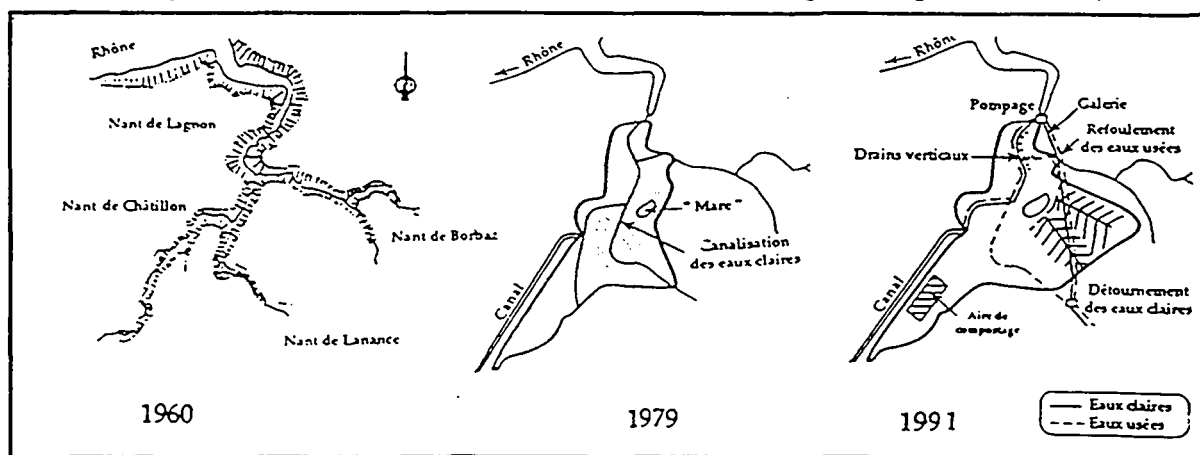 Rhône
Nant de Lagnon
Nant de Châtillon
Nant de Borbaz
Nant de Lanance
1960
Rhône
"Mare"
Canalisation
des eaux claires
Canal
1979
Rhône
Pompage
Galerie
Refoulement
des eaux usées
Drains verticaux
Canal
Aire de
compostage
Détournement
des eaux claires
1991
Eaux claires
Eaux usées